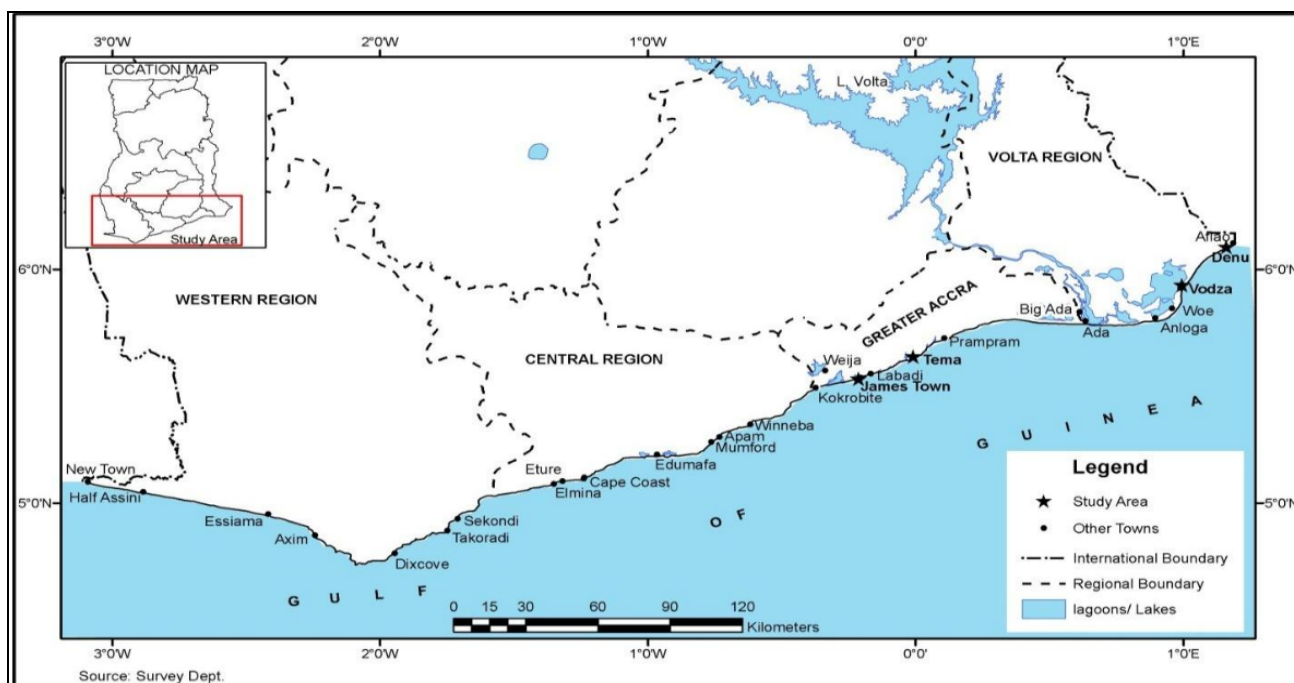 3°0'W 2°0'W 1°0'W 0°0' 1°0'E
LOCATION MAP
Study Area
L. Volta
VOLTA REGION
6°0'N 6°0'N
Aflao
Denu
WESTERN REGION
Vodza
GREATER ACCRA
Big Ada
Woe
Ada
Anloga
Prampram
CENTRAL REGION
Weija
Tema
Labadi
James Town
Kokrobite
Winneba
Apam
Mumford
GUINEA
Eture
Edumafa
New Town
Cape Coast
Half Assini
Elmina
5°0'N 5°0'N
Essiama
Sekondi
OF
Axim
Takoradi
Dixcove
GULF
Legend
Study Area
Other Towns
International Boundary
Regional Boundary
lagoons/ Lakes
0 15 30 60 90 120
Kilometers
3°0'W 2°0'W 1°0'W 0°0' 1°0'E
Source: Survey Dept.